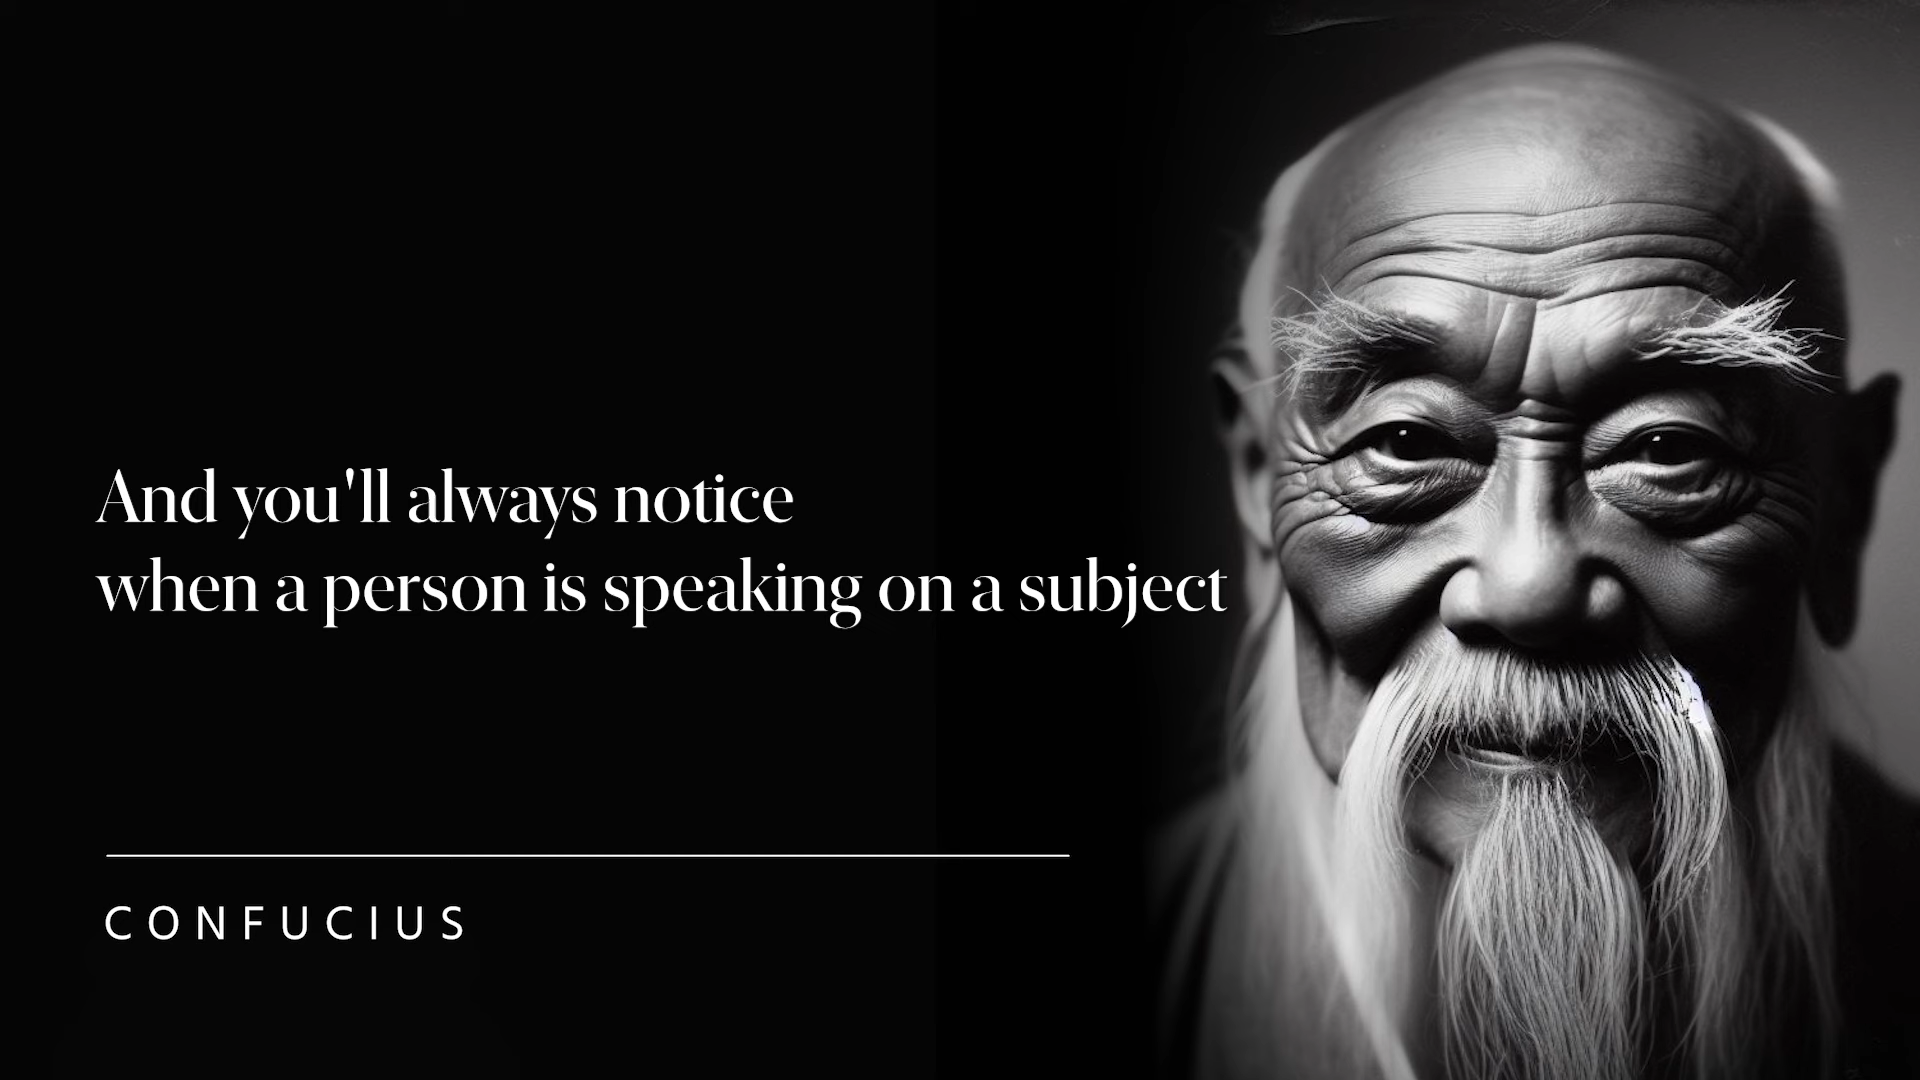 And you'll always notice
when a person is speaking on a subject
CONFUCIUS